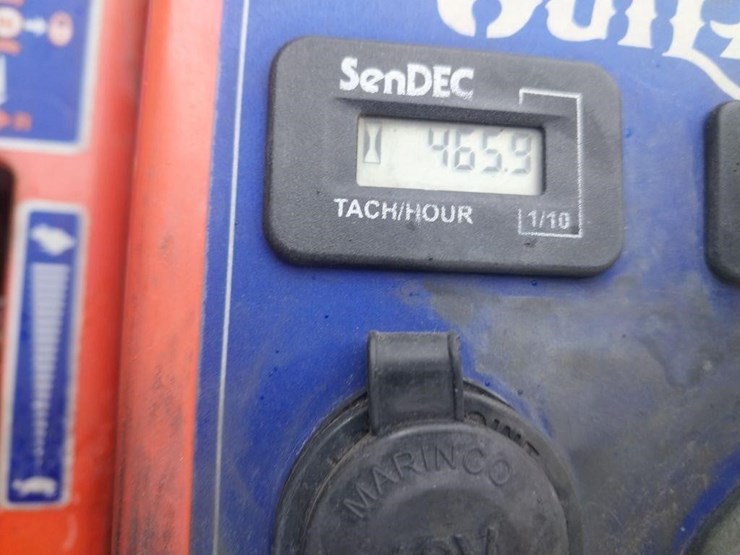 SenDEC
465.9
TACH/HOUR
1/10
MARINCO